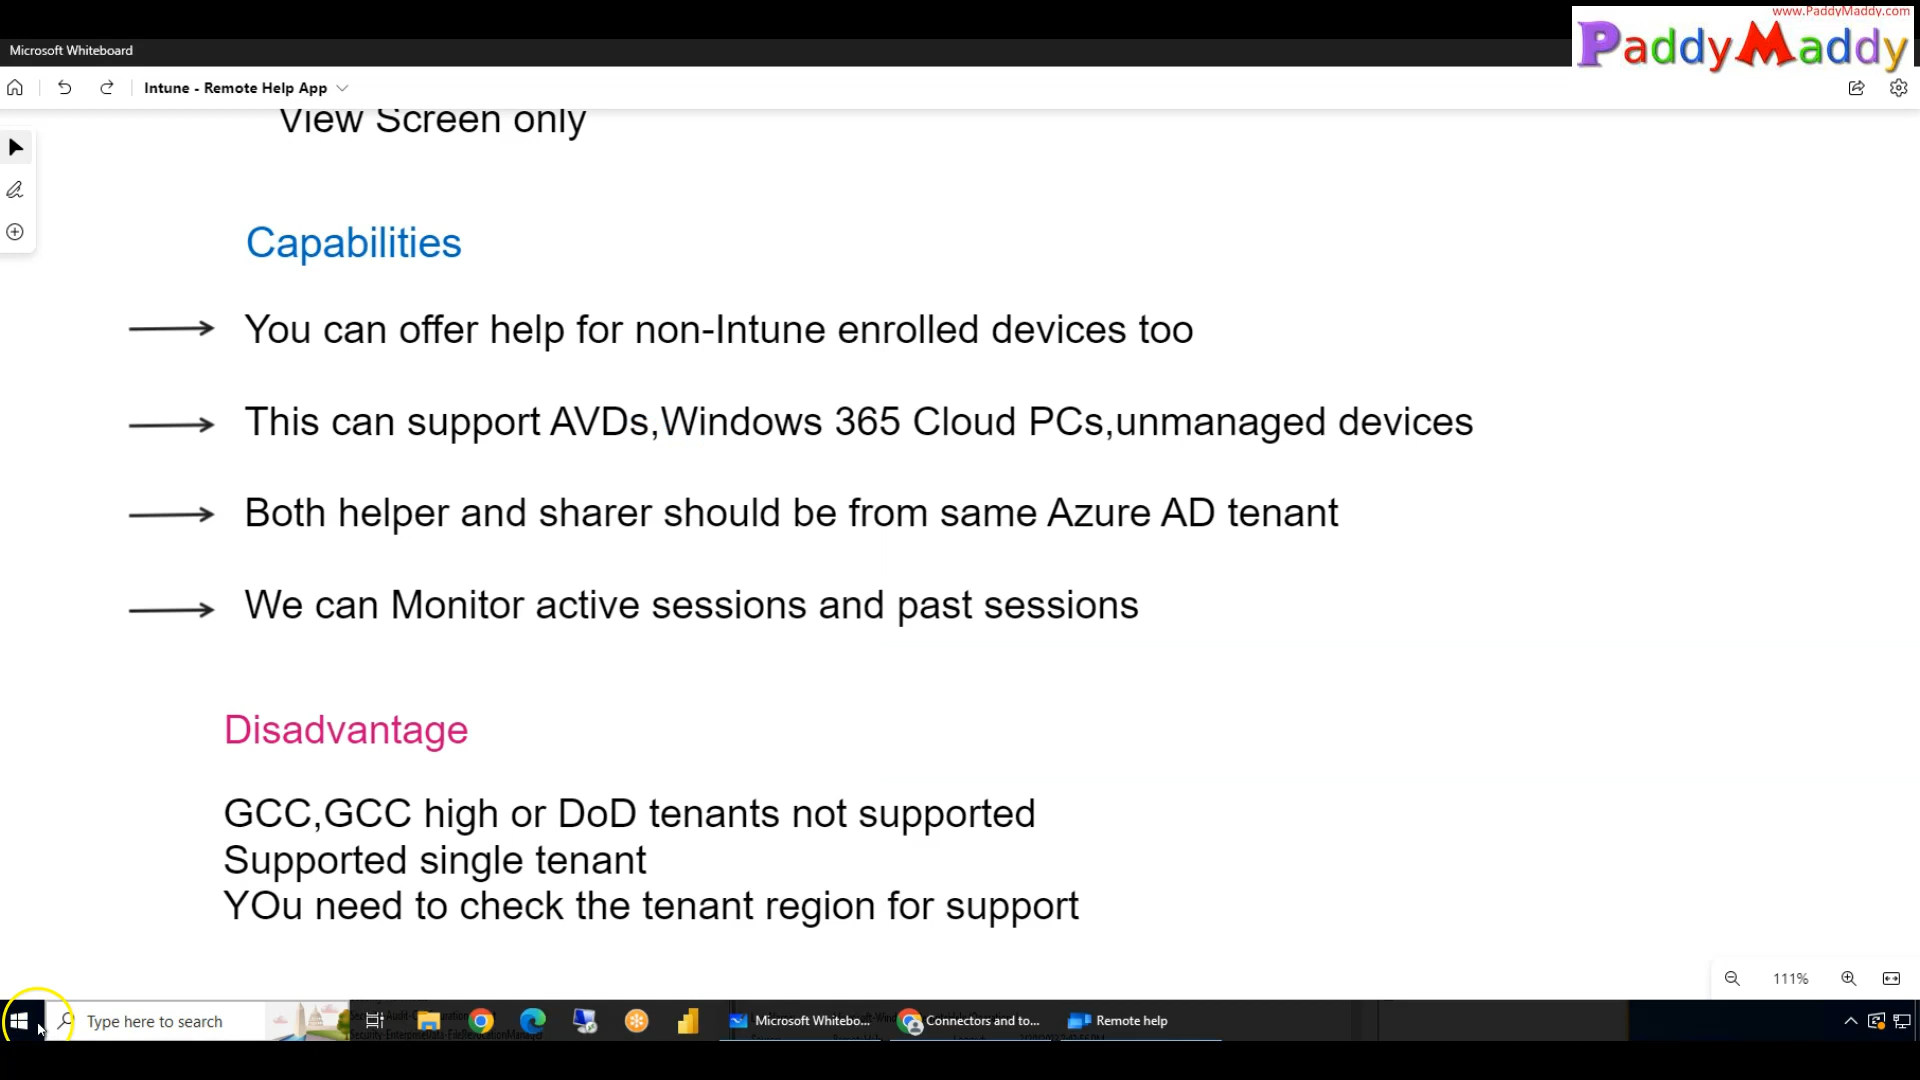 www.PaddyMaddy.com
PaddyMaddy
Microsoft Whiteboard
Intune - Remote Help App
View Screen only
Capabilities
You can offer help for non-Intune enrolled devices too
This can support AVDs,Windows 365 Cloud PCs,unmanaged devices
Both helper and sharer should be from same Azure AD tenant
We can Monitor active sessions and past sessions
Disadvantage
GCC,GCC high or DoD tenants not supported
Supported single tenant
YOu need to check the tenant region for support
111%
Type here to search
Microsoft Whitebo...
Connectors and to...
Remote help